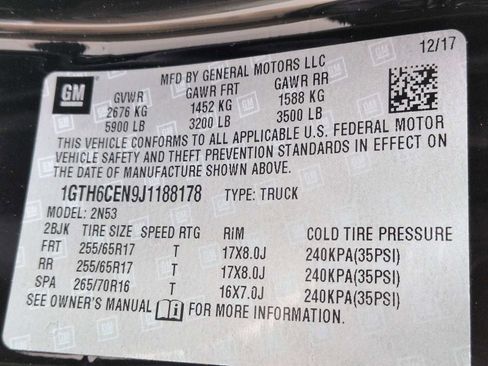 12/17
GM
MFD BY GENERAL MOTORS LLC
GVWR GAWR FRT GAWR RR
2676 KG 1452 KG 1588 KG
5900 LB 3200 LB 3500 LB
THIS VEHICLE CONFORMS TO ALL APPLICABLE U.S. FEDERAL MOTOR
VEHICLE SAFETY AND THEFT PREVENTION STANDARDS IN EFFECT ON
THE DATE OF MANUFACTURE SHOWN ABOVE.
1GTH6CEN9J1188178 TYPE: TRUCK
MODEL: 2N53
2BJK TIRE SIZE SPEED RTG RIM COLD TIRE PRESSURE
FRT 255/65R17 T 17X8.0J 240KPA(35PSI)
RR 255/65R17 T 17X8.0J 240KPA(35PSI)
SPA 265/70R16 T 16X7.0J 240KPA(35PSI)
SEE OWNER'S MANUAL FOR MORE INFORMATION.